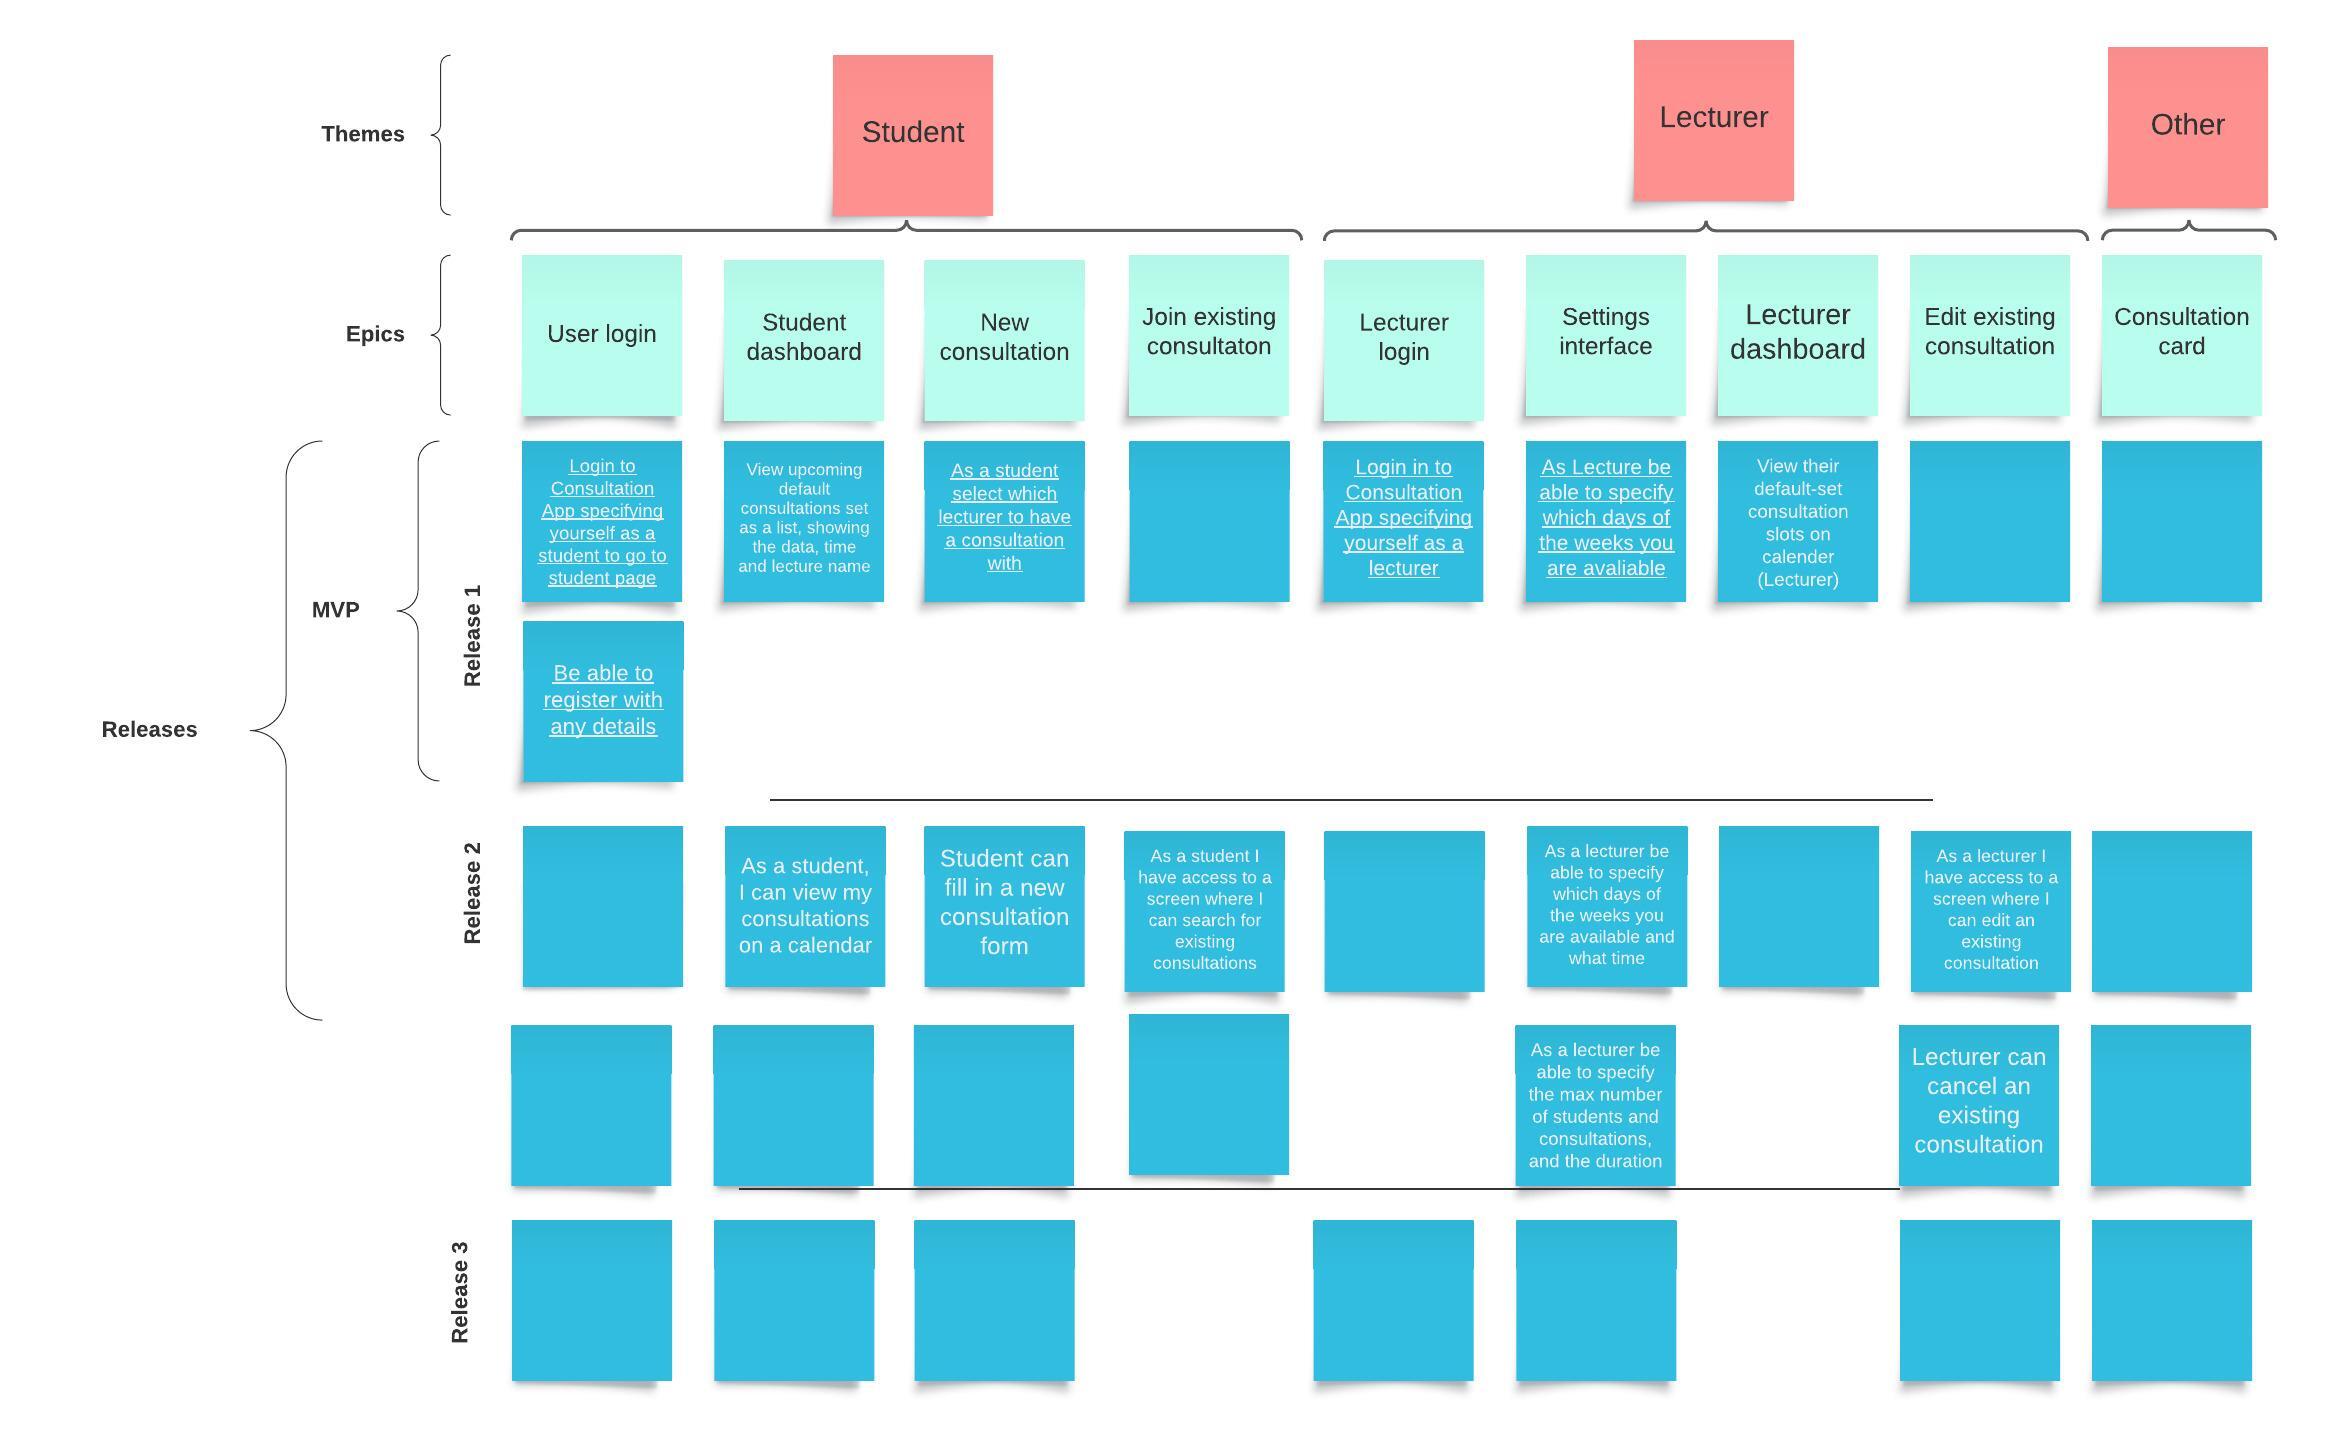 Themes
Student
Lecturer
Other
Epics
User login
Student
dashboard
New
consultation
Join existing
consultaton
Lecturer
login
Settings
interface
Lecturer
dashboard
Edit existing
consultation
Consultation
card
Releases
MVP
Release 1
Login to
Consultation
App specifying
yourself as a
student to go to
student page
View upcoming
default
consultations set
as a list, showing
the data, time
and lecture name
As a student
select which
lecturer to have
a consultation
with
Login in to
Consultation
App specifying
yourself as a
lecturer
As Lecture be
able to specify
which days of
the weeks you
are avaliable
View their
default-set
consultation
slots on
calender
(Lecturer)
Be able to
register with
any details
Release 2
As a student,
I can view my
consultations
on a calendar
Student can
fill in a new
consultation
form
As a student I
have access to a
screen where I
can search for
existing
consultations
As a lecturer be
able to specify
which days of
the weeks you
are available and
what time
As a lecturer I
have access to a
screen where I
can edit an
existing
consultation
As a lecturer be
able to specify
the max number
of students and
consultations,
and the duration
Lecturer can
cancel an
existing
consultation
Release 3